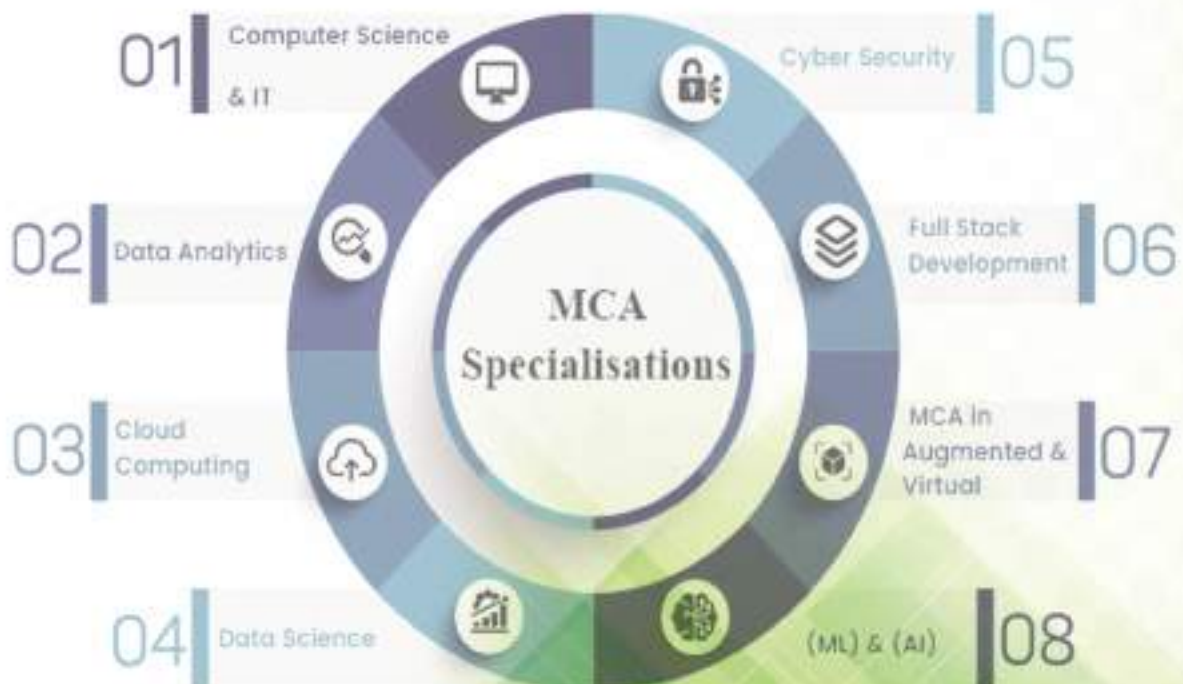 01
Computer Science
& IT
02
Data Analytics
03
Cloud
Computing
04
Data Science
MCA
Specialisations
Cyber Security
05
Full Stack
Development
06
MCA in
Augmented &
Virtual
07
(ML) & (AI)
08